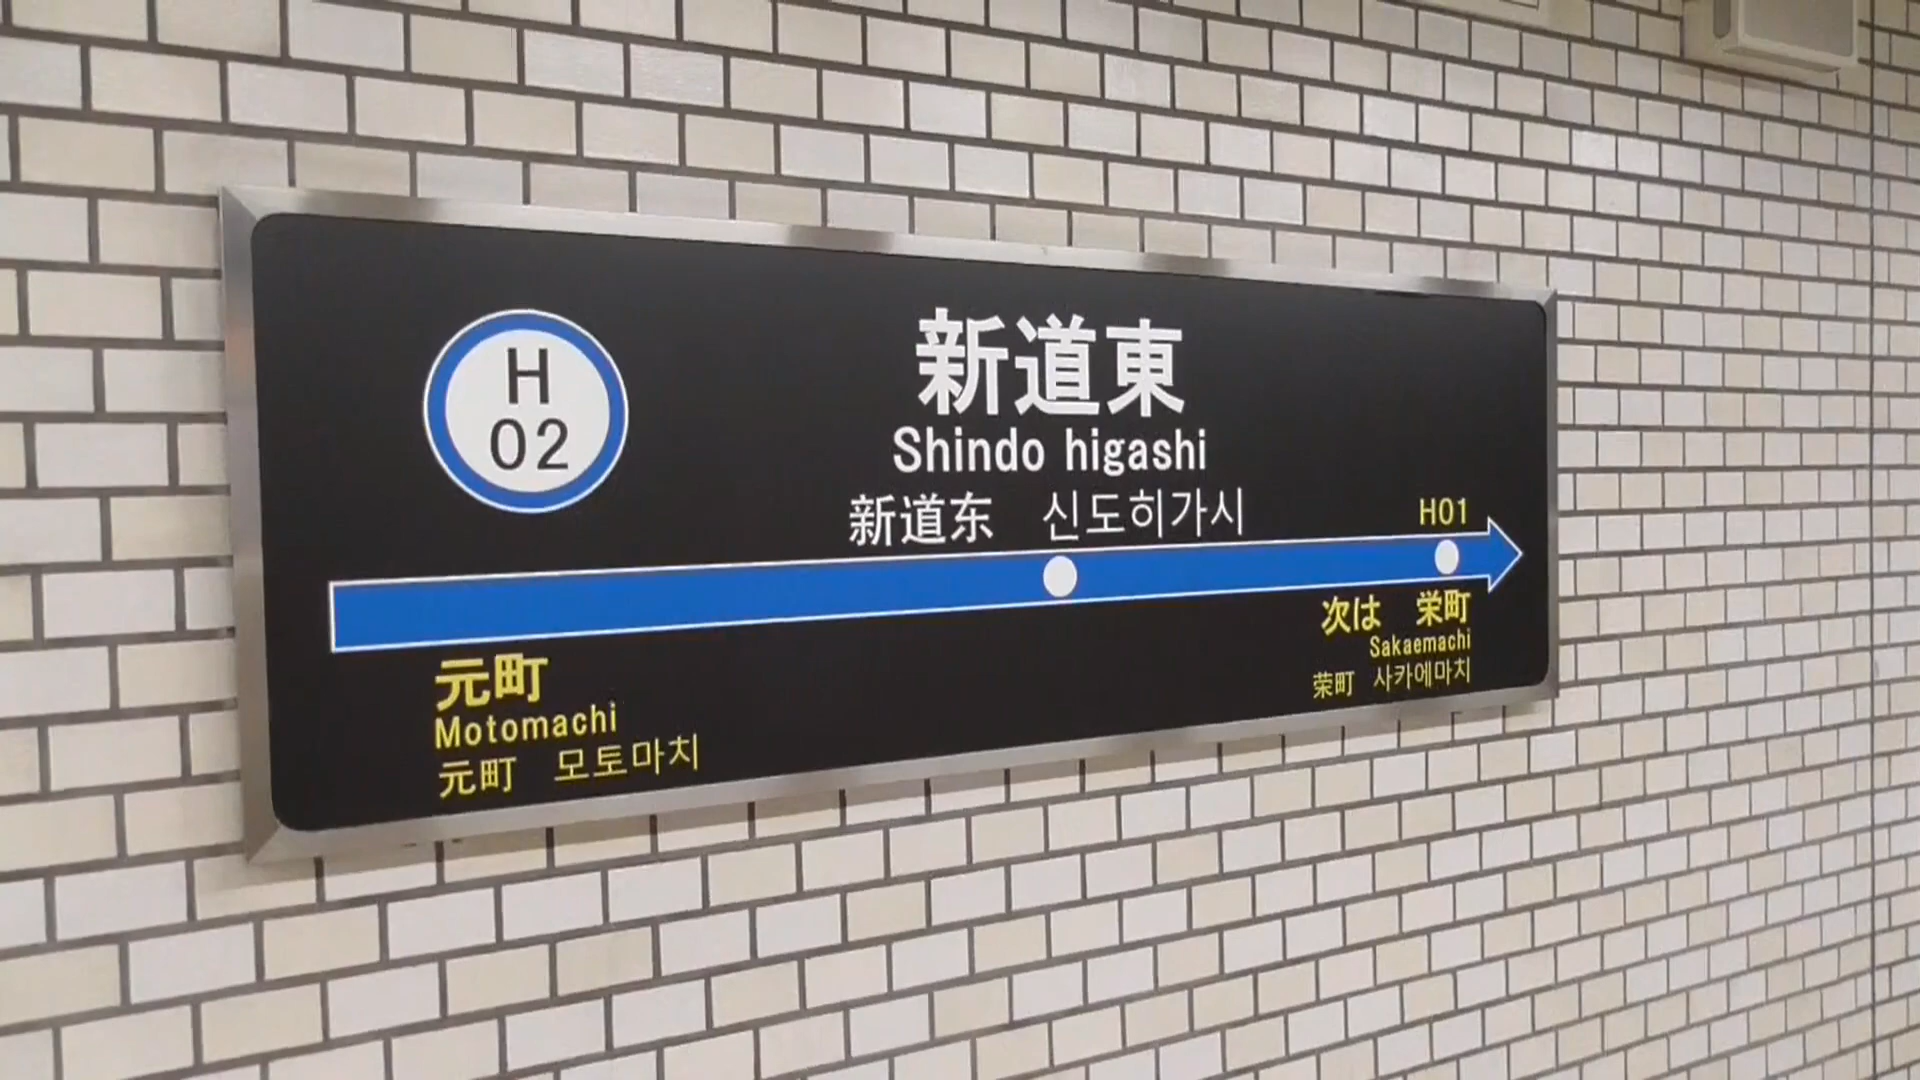 H
02
新道東
Shindo higashi
新道东 신도히가시
H01
次は 栄町
Sakaemachi
荣町 사카에마치
元町
Motomachi
元町 모토마치